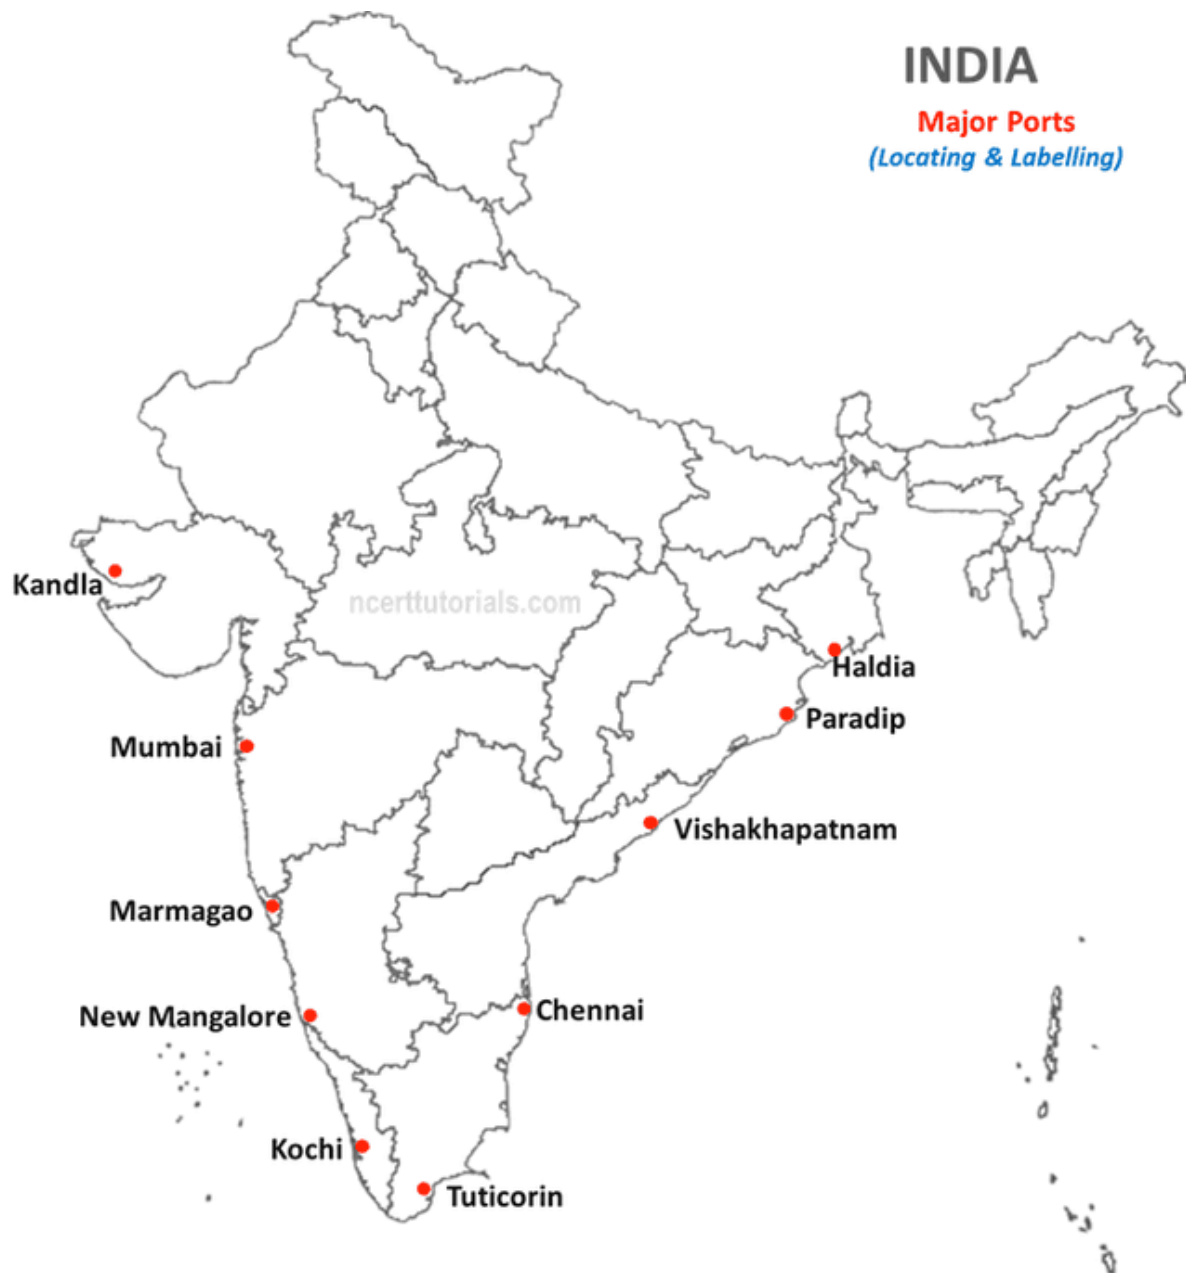 INDIA
Major Ports
(Locating & Labelling)
Kandla
ncerttutorials.com
Haldia
Paradip
Mumbai
Vishakhapatnam
Marmagao
New Mangalore
Chennai
Kochi
Tuticorin